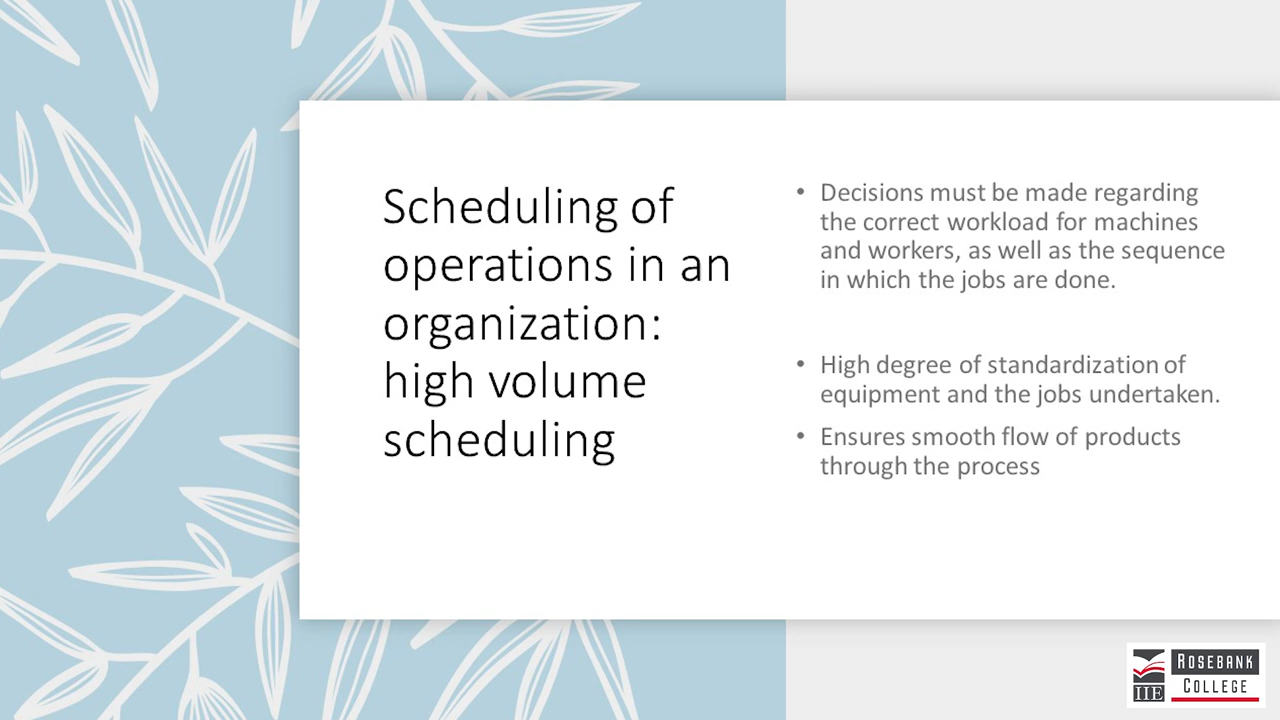 Scheduling of
operations in an
organization:
high volume
scheduling
• Decisions must be made regarding
the correct workload for machines
and workers, as well as the sequence
in which the jobs are done.
• High degree of standardization of
equipment and the jobs undertaken.
• Ensures smooth flow of products
through the process
IIE
ROSEBANK
COLLEGE